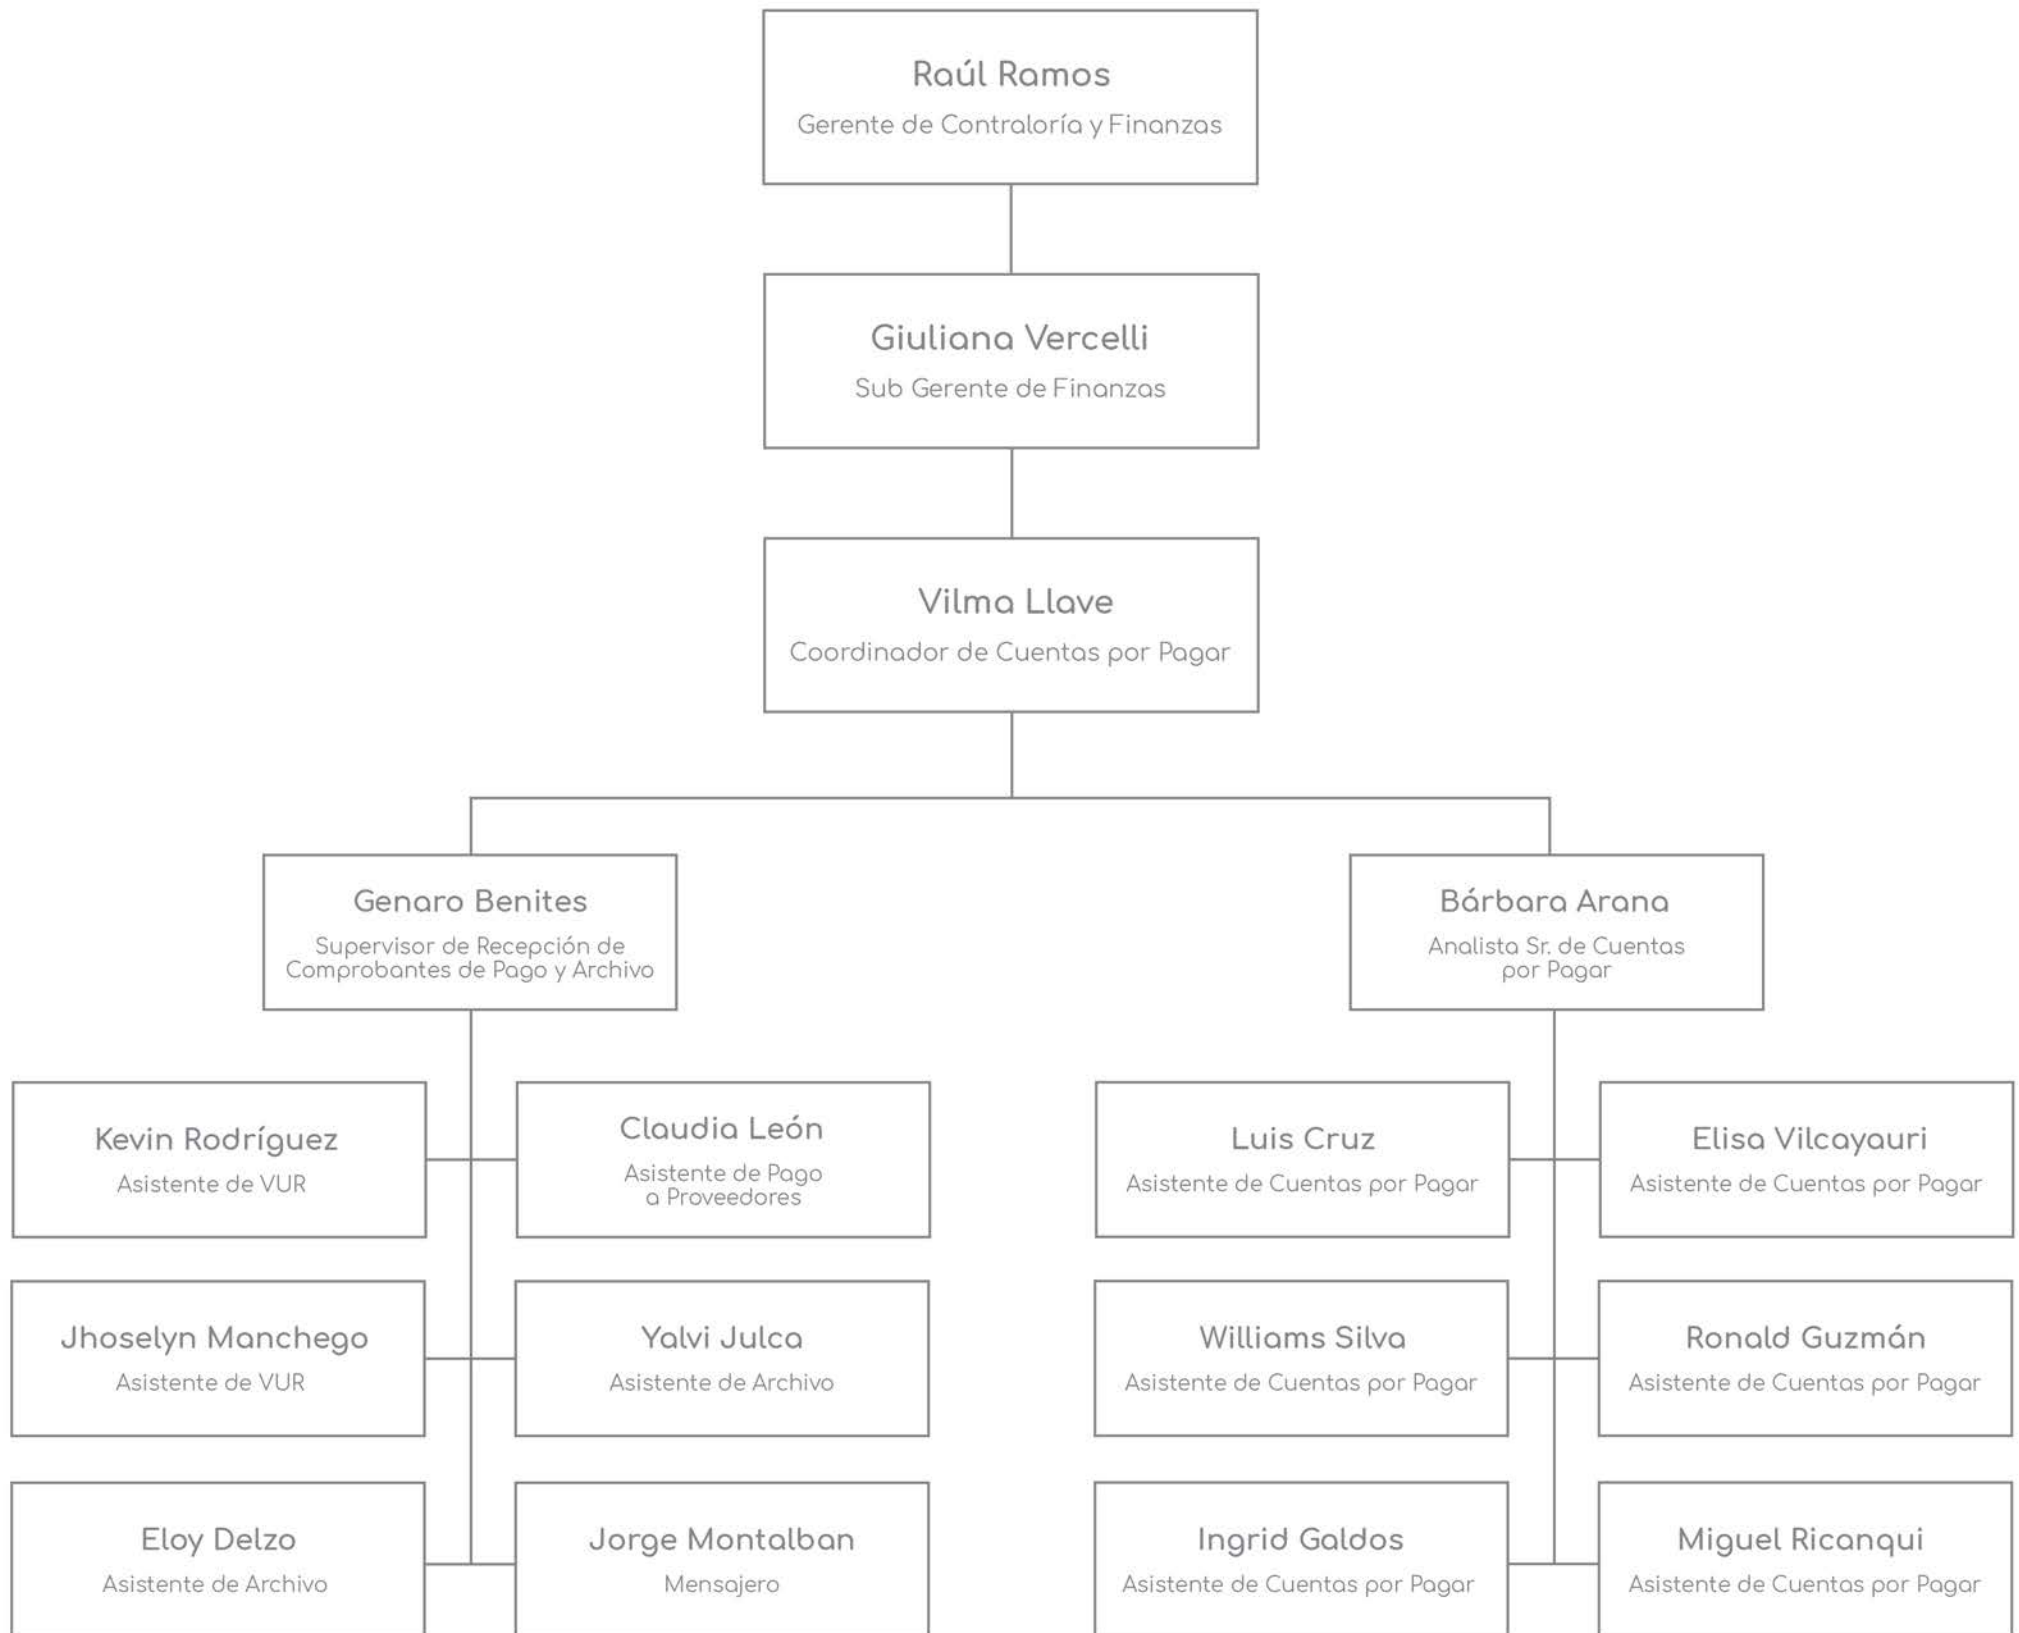 Raúl Ramos
Gerente de Contraloría y Finanzas
Giuliana Vercelli
Sub Gerente de Finanzas
Vilma Llave
Coordinador de Cuentas por Pagar
Genaro Benites
Supervisor de Recepción de
Comprobantes de Pago y Archivo
Bárbara Arana
Analista Sr. de Cuentas
por Pagar
Kevin Rodríguez
Asistente de VUR
Claudia León
Asistente de Pago
a Proveedores
Luis Cruz
Asistente de Cuentas por Pagar
Elisa Vilcayauri
Asistente de Cuentas por Pagar
Jhoselyn Manchego
Asistente de VUR
Yalvi Julca
Asistente de Archivo
Williams Silva
Asistente de Cuentas por Pagar
Ronald Guzmán
Asistente de Cuentas por Pagar
Eloy Delzo
Asistente de Archivo
Jorge Montalban
Mensajero
Ingrid Galdos
Asistente de Cuentas por Pagar
Miguel Ricanqui
Asistente de Cuentas por Pagar